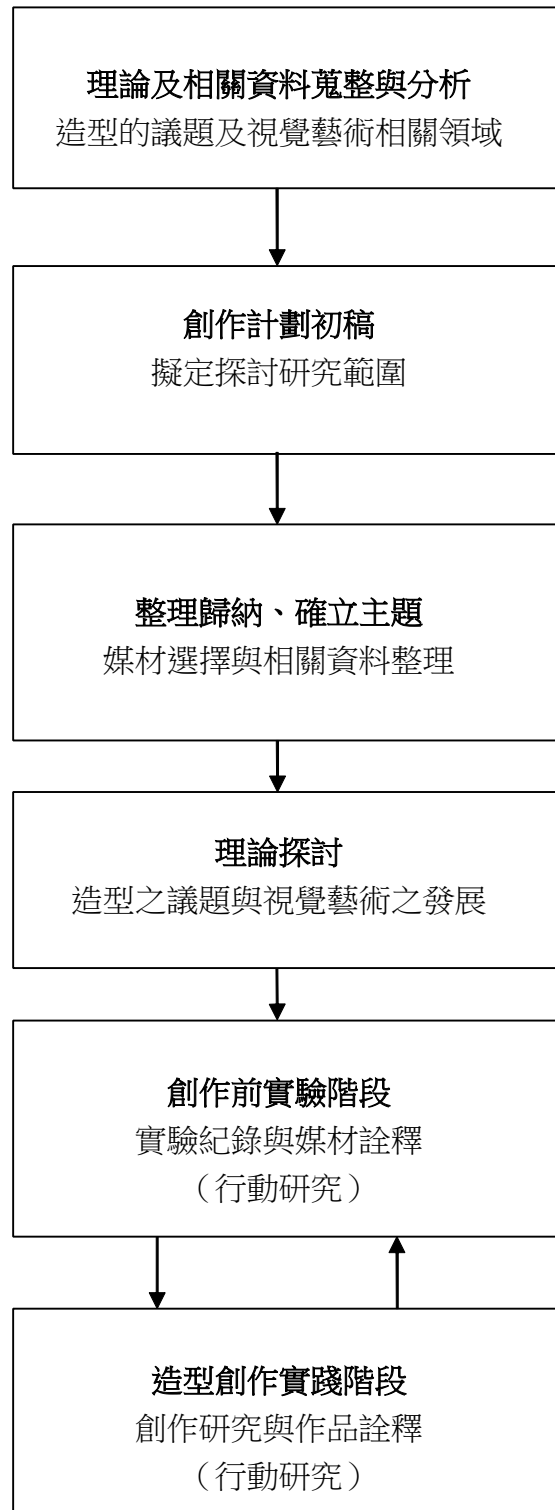 理論及相關資料蒐整與分析
造型的議題及視覺藝術相關領域
創作計劃初稿
擬定探討研究範圍
整理歸納、確立主題
媒材選擇與相關資料整理
理論探討
造型之議題與視覺藝術之發展
創作前實驗階段
實驗紀錄與媒材詮釋
（行動研究）
造型創作實踐階段
創作研究與作品詮釋
（行動研究）